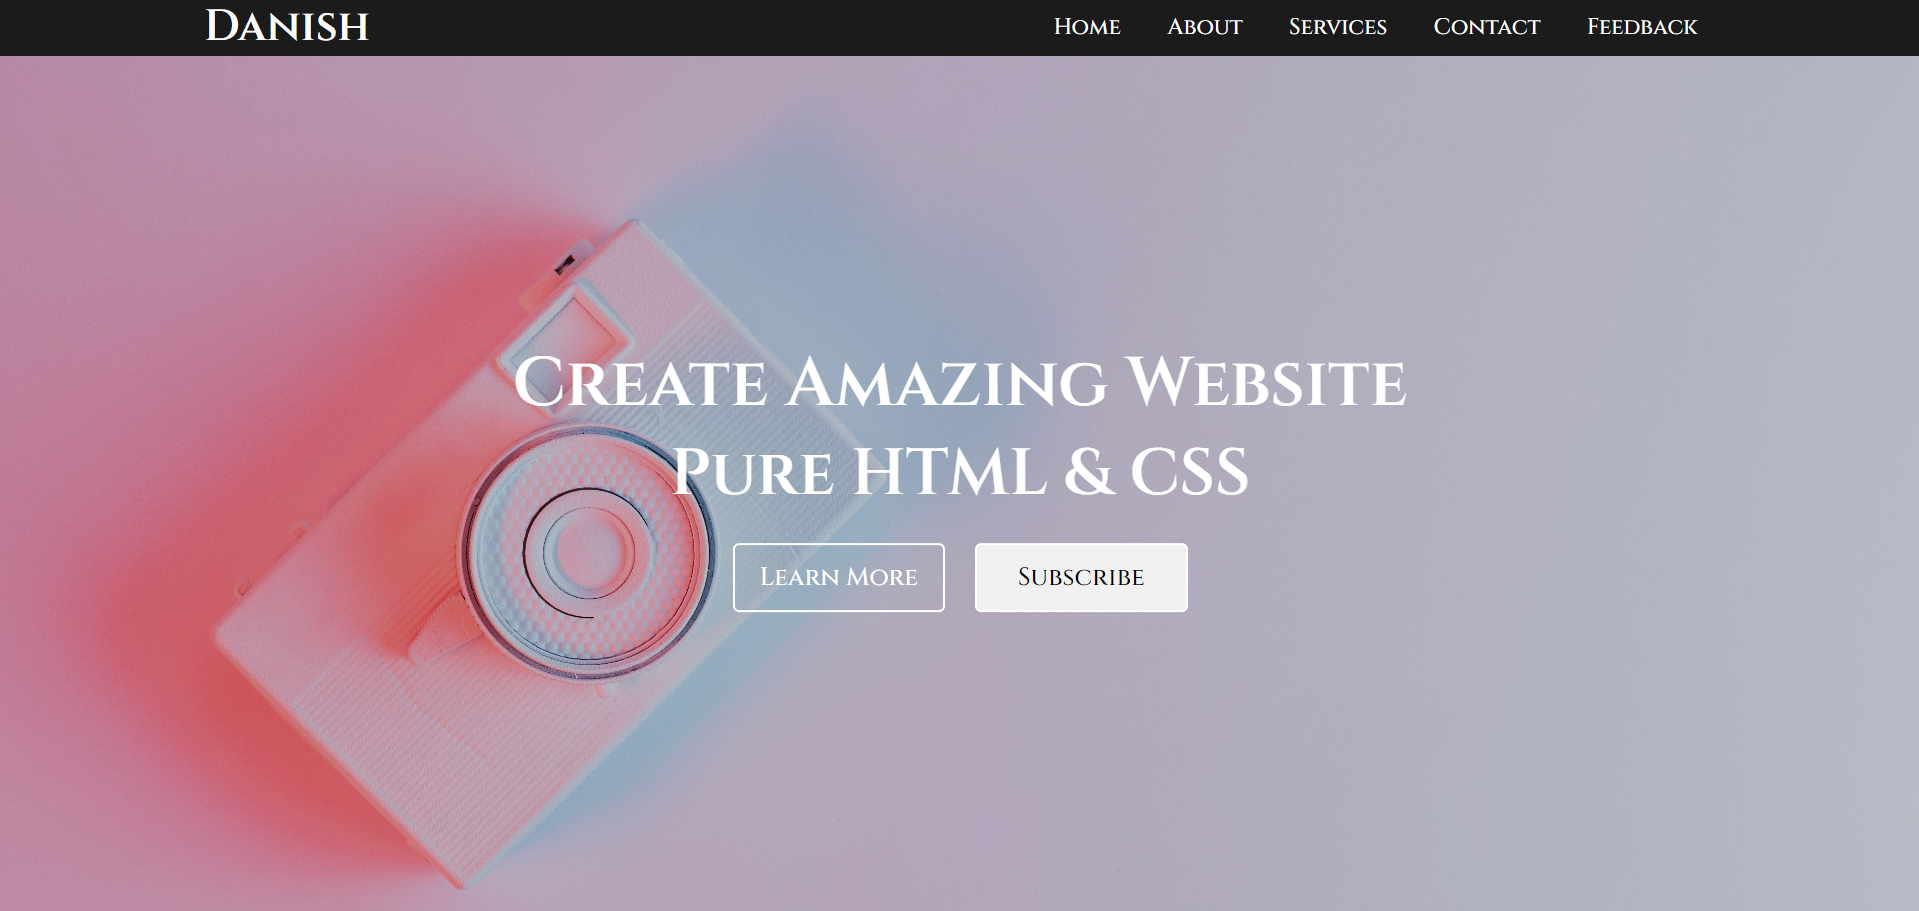 Danish
Home About Services Contact Feedback
Create Amazing Website
Pure HTML & CSS
Learn More Subscribe